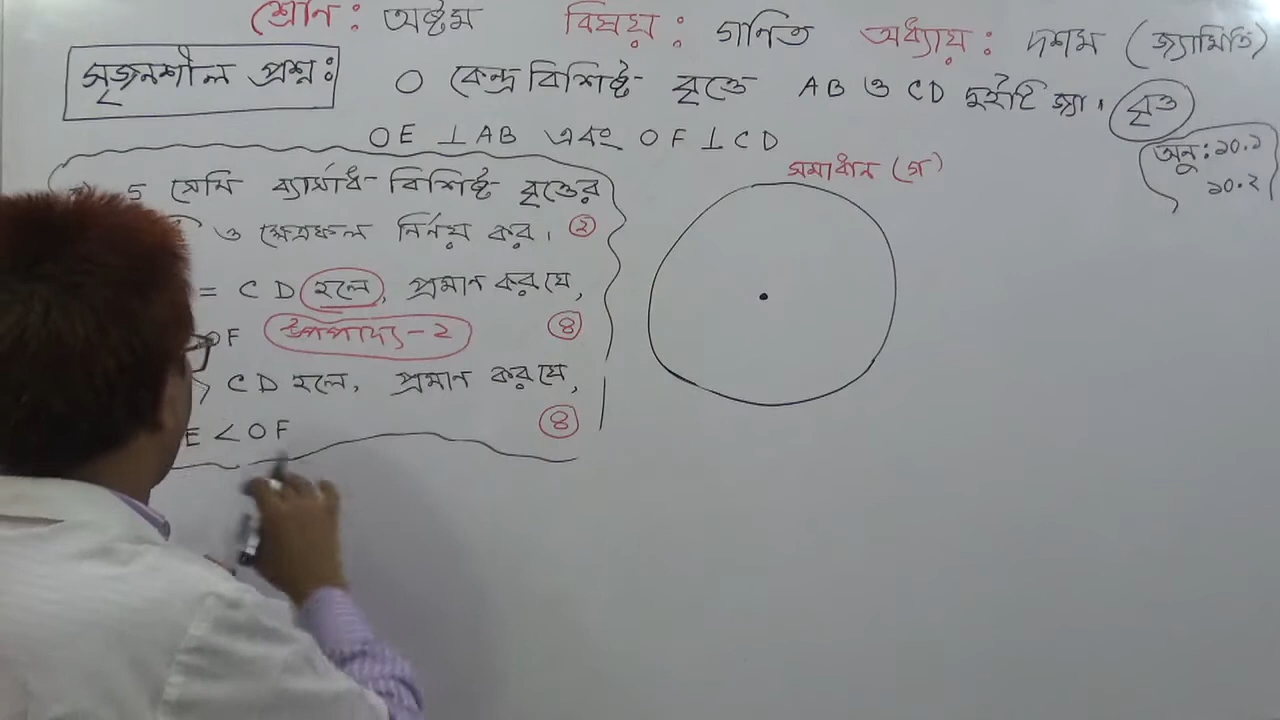 শ্রেণি: অষ্টম বিষয়: গণিত অধ্যায়: দশম (জ্যামিতি)
সৃজনশীল প্রশ্ন: O কেন্দ্র বিশিষ্ট বৃত্তে AB ও CD দুইটি জ্যা। বৃত্ত
OE ⊥ AB এবং OF ⊥ CD
অনু: ১০.১
১০.২
সমাধান (গ)
5 সেমি ব্যাসার্ধ বিশিষ্ট বৃত্তের
ও ক্ষেত্রফল নির্নয় কর। ২
= CD হলে, প্রমান কর যে,
OF উপপাদ্য-২ ৪
> CD হলে, প্রমান কর যে,
E < OF ৪